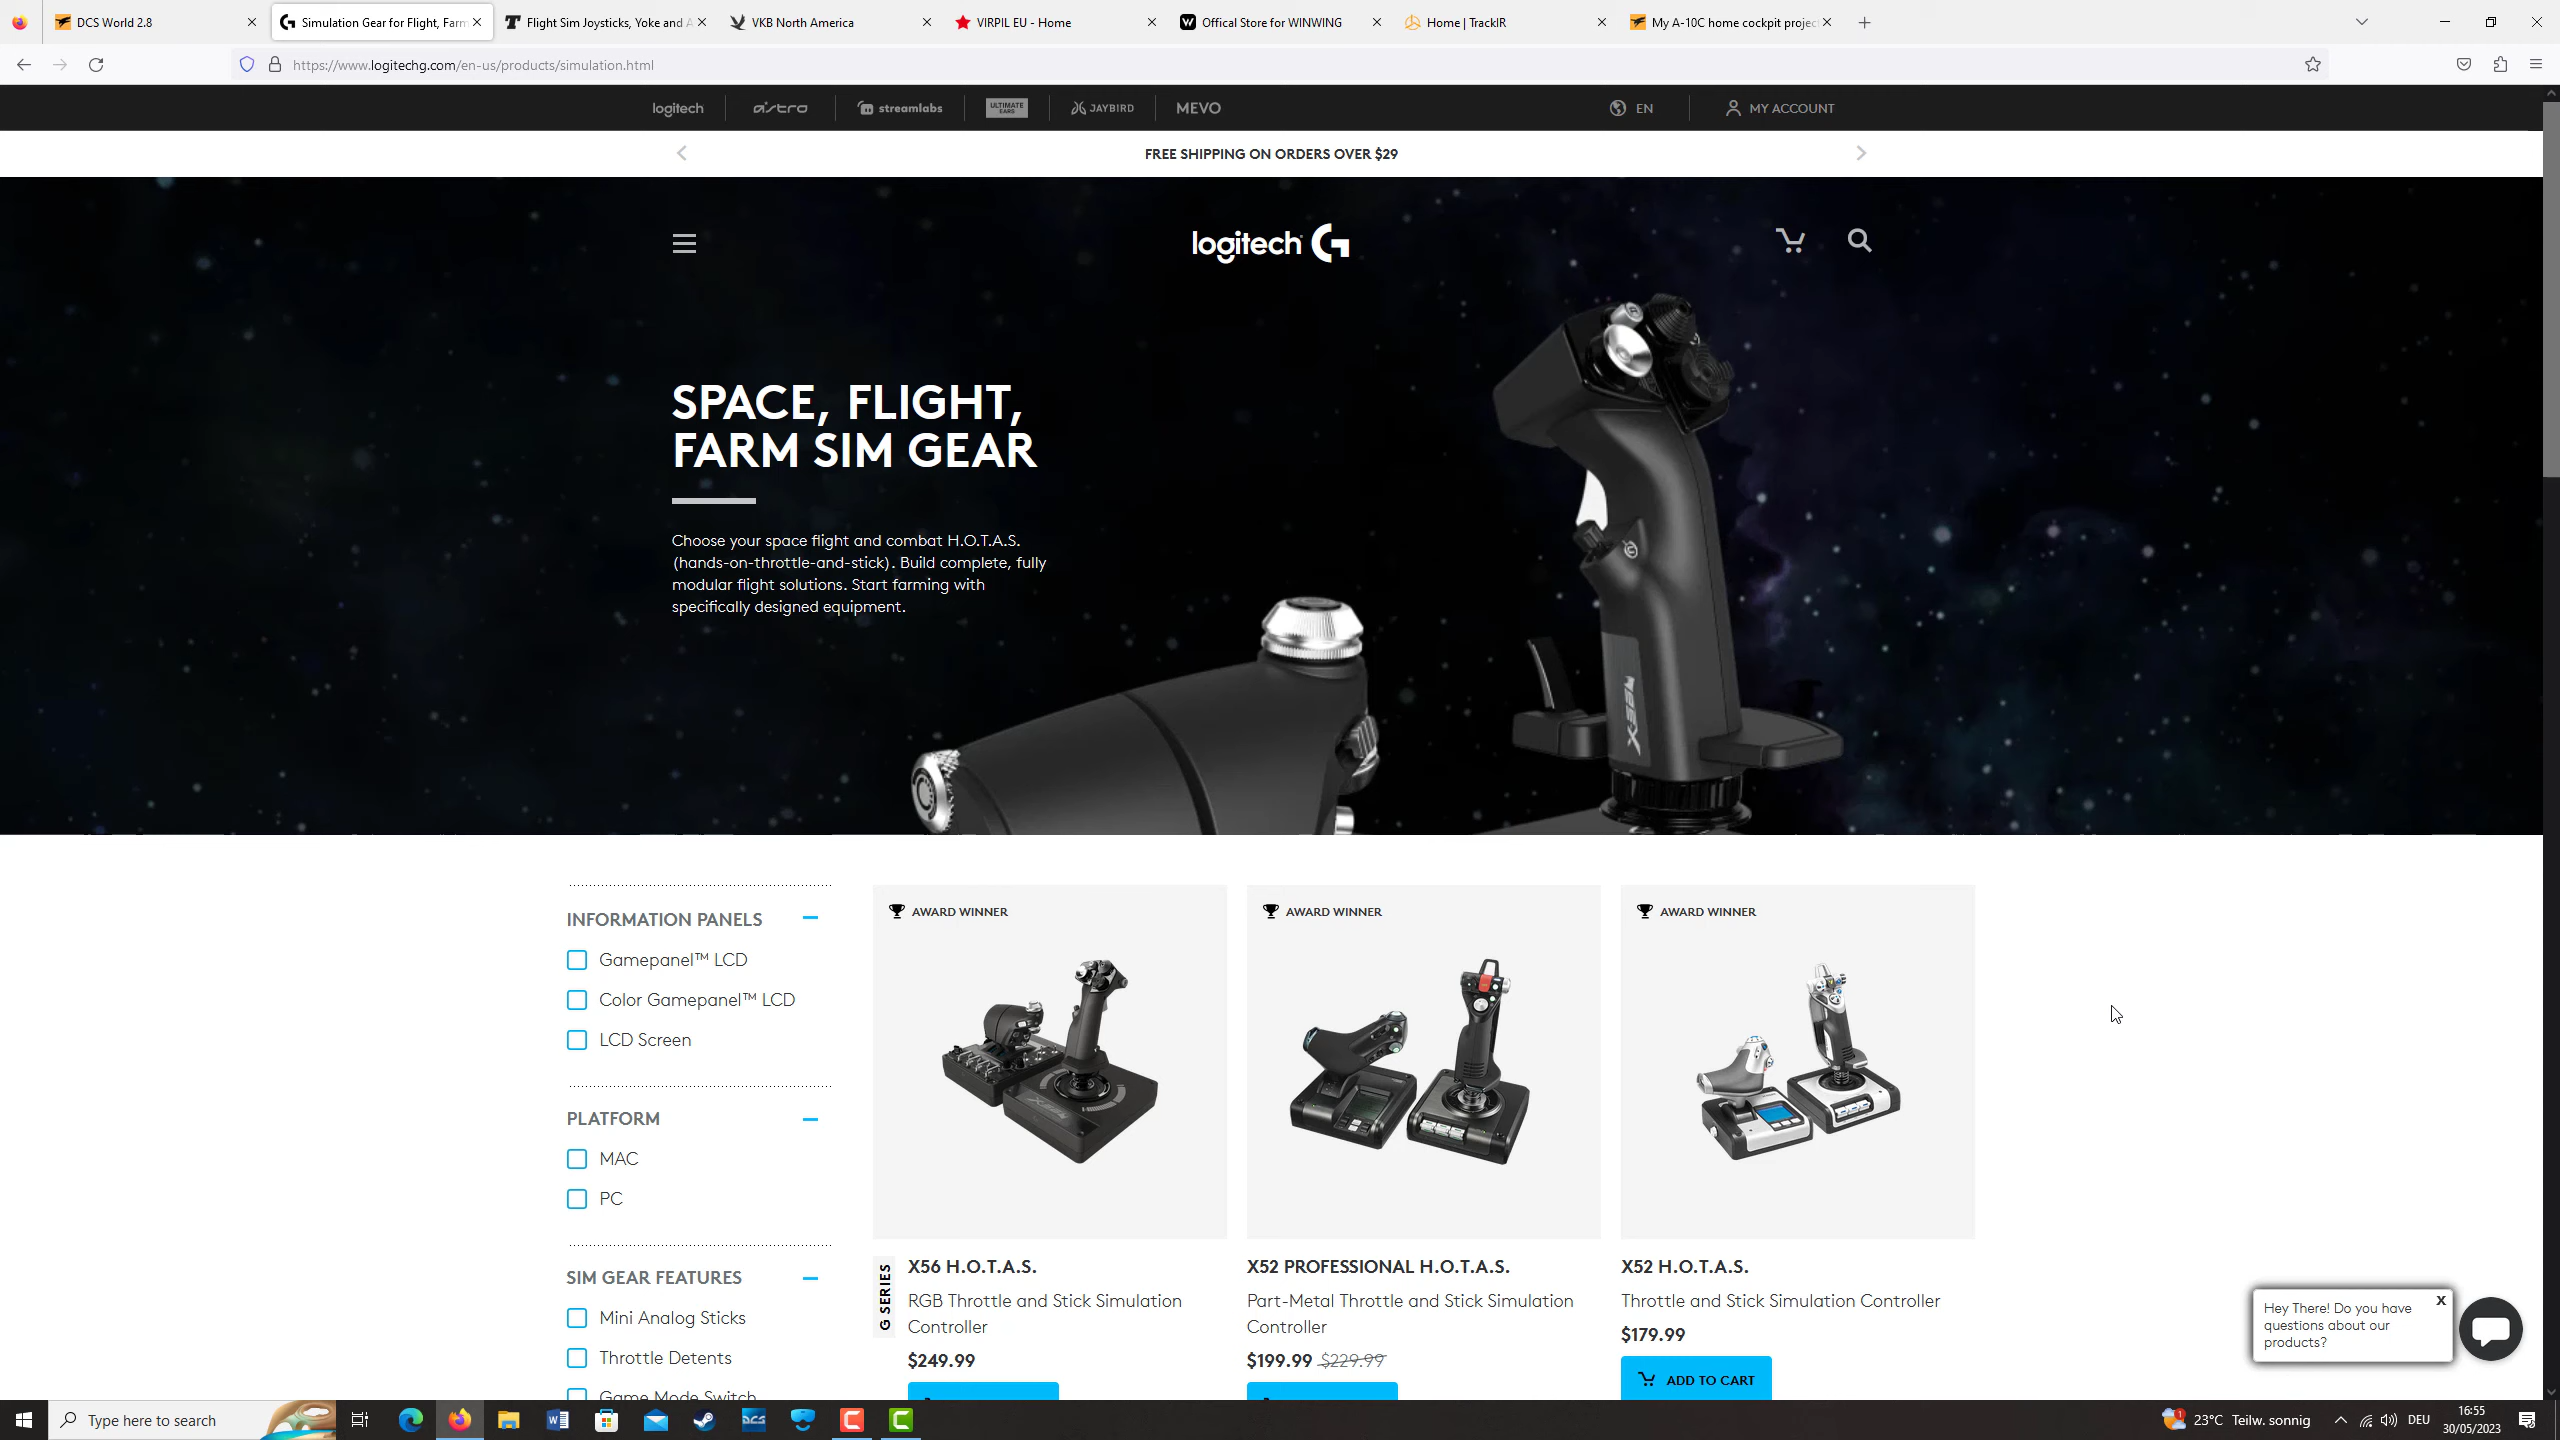 DCS World 2.8
Simulation Gear for Flight, Farm
Flight Sim Joysticks, Yoke and A
VKB North America
VIRPIL EU - Home
Offical Store for WINWING
Home | TrackIR
My A-10C home cockpit projec
https://www.logitechg.com/en-us/products/simulation.html
logitech
astro
streamlabs
ULTIMATE
EARS
JAYBIRD
MEVO
EN
MY ACCOUNT
FREE SHIPPING ON ORDERS OVER $29
logitech G
SPACE, FLIGHT,
FARM SIM GEAR
Choose your space flight and combat H.O.T.A.S.
(hands-on-throttle-and-stick). Build complete, fully
modular flight solutions. Start farming with
specifically designed equipment.
INFORMATION PANELS
Gamepanel™ LCD
Color Gamepanel™ LCD
LCD Screen
PLATFORM
MAC
PC
SIM GEAR FEATURES
Mini Analog Sticks
Throttle Detents
Game Mode Switch
AWARD WINNER
G SERIES
X56 H.O.T.A.S.
RGB Throttle and Stick Simulation
Controller
$249.99
AWARD WINNER
X52 PROFESSIONAL H.O.T.A.S.
Part-Metal Throttle and Stick Simulation
Controller
$199.99 $229.99
AWARD WINNER
X52 H.O.T.A.S.
Throttle and Stick Simulation Controller
$179.99
ADD TO CART
Hey There! Do you have
questions about our
products?
X
Type here to search
DCS
23°C Teilw. sonnig
DEU
16:55
30/05/2023